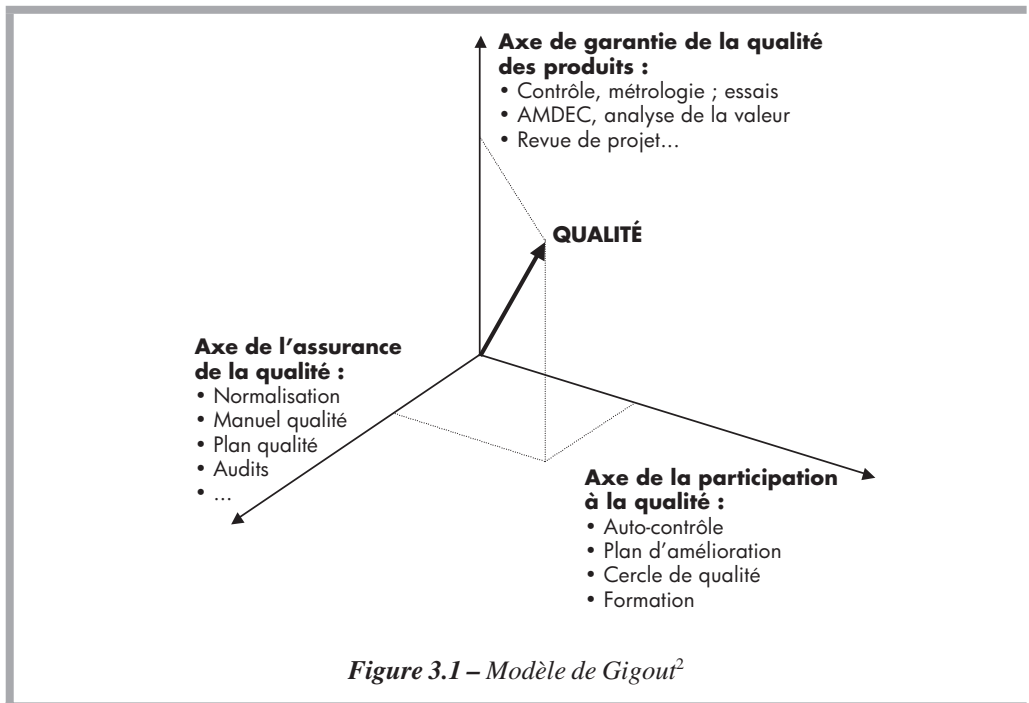 Axe de garantie de la qualité
des produits :
• Contrôle, métrologie ; essais
• AMDEC, analyse de la valeur
• Revue de projet...
QUALITÉ
Axe de l’assurance
de la qualité :
• Normalisation
• Manuel qualité
• Plan qualité
• Audits
• ...
Axe de la participation
à la qualité :
• Auto-contrôle
• Plan d’amélioration
• Cercle de qualité
• Formation
Figure 3.1 – Modèle de Gigout²